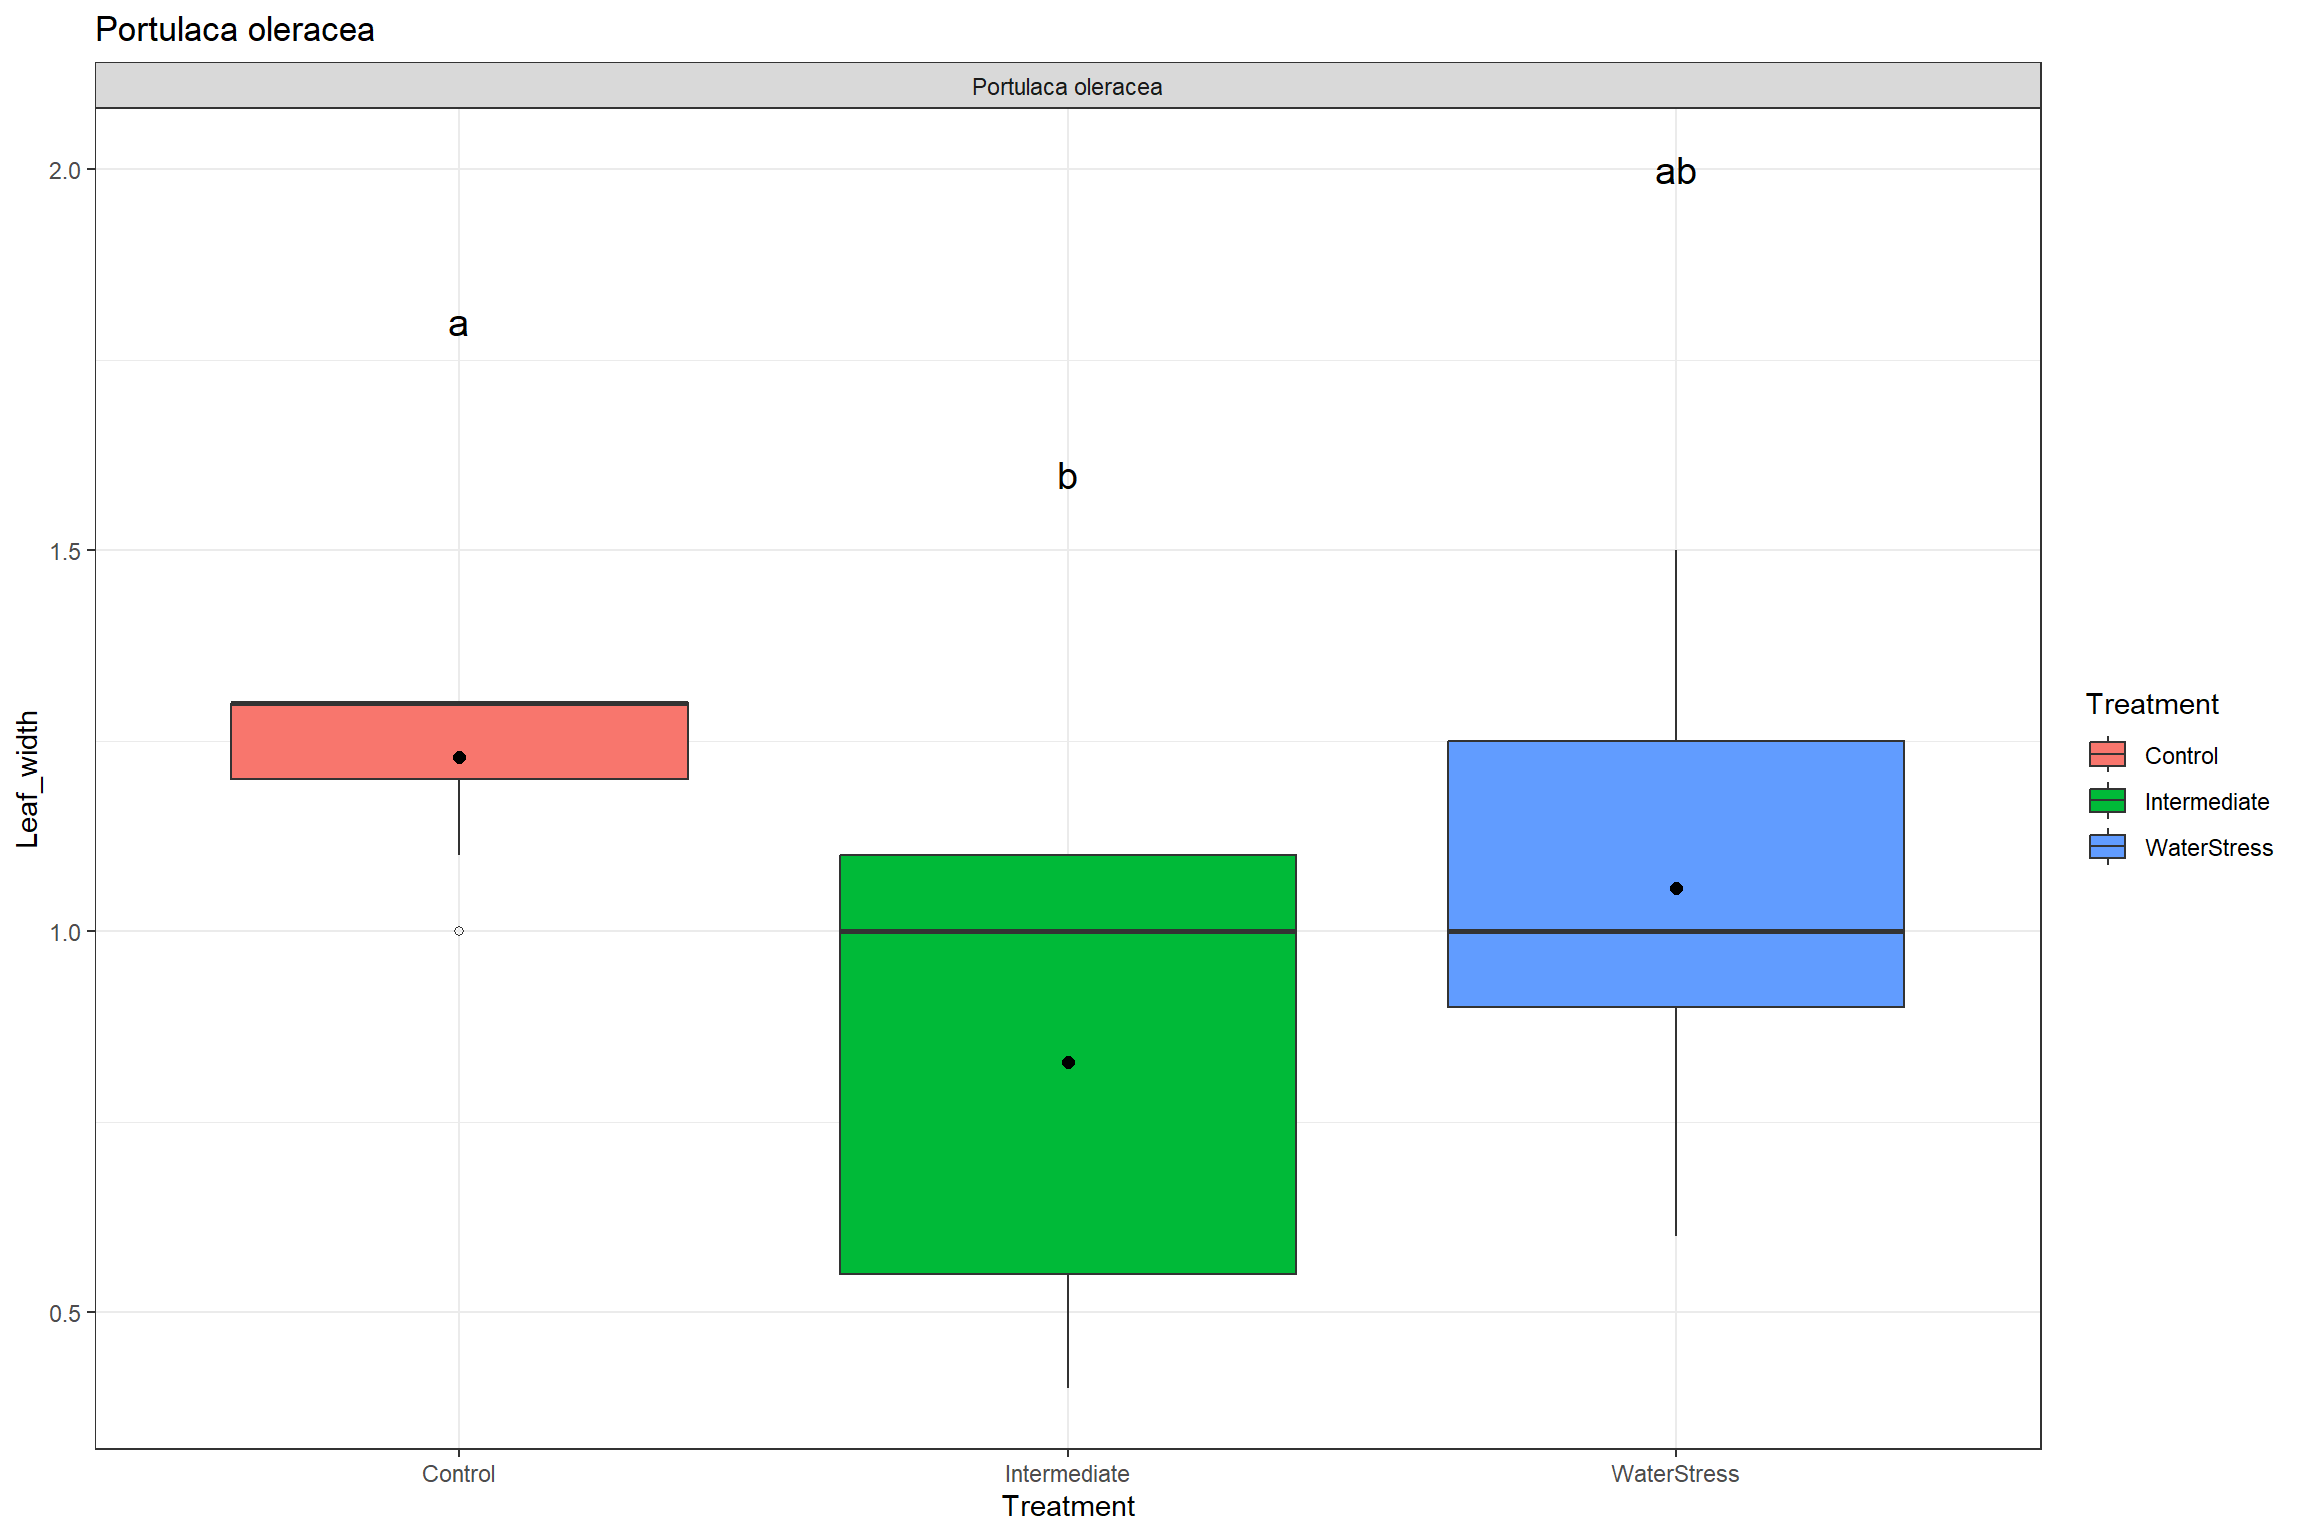 Portulaca oleracea
Portulaca oleracea
2.0
1.5
1.0
0.5
Leaf_width
a
b
ab
Control
Intermediate
WaterStress
Treatment
Treatment
Control
Intermediate
WaterStress